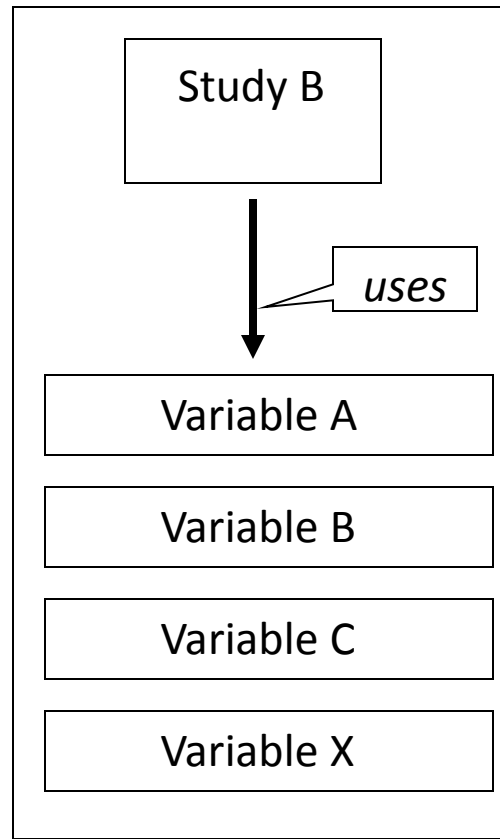 Study B
uses
Variable A
Variable B
Variable C
Variable X